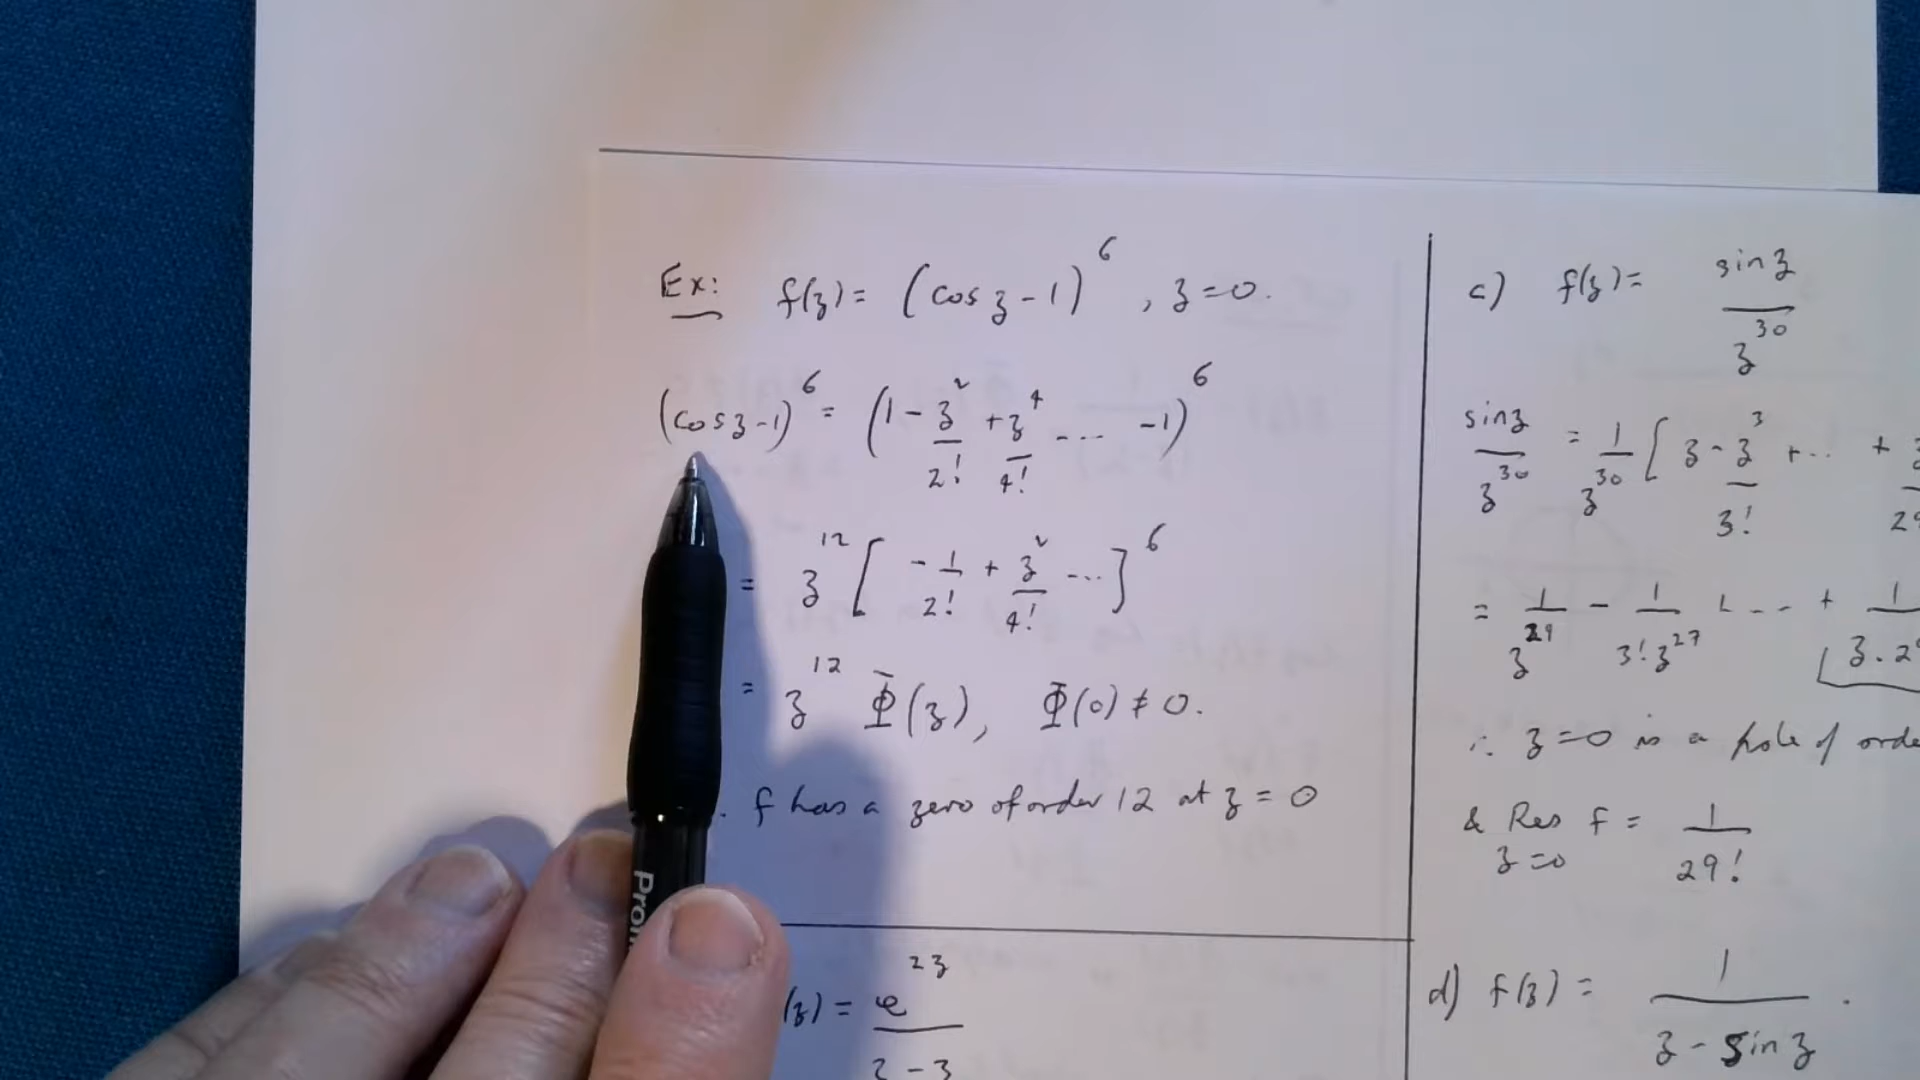 Ex: f(z) = (cos z - 1)^6 , z = 0.
(cos z - 1)^6 = (1 - z^2/2! + z^4/4! - ... - 1)^6
= z^12 [ -1/2! + z^2/4! - ... ]^6
= z^12 Φ(z), Φ(0) ≠ 0.
. f has a zero of order 12 at z = 0
(z) = e^2z / z - 3
c) f(z) = sin z / z^30
sin z / z^30 = 1/z^30 [ z - z^3/3! + ... +
= 1/z^29 - 1/3! z^27 + ... + 1
∴ z = 0 is a pole of
& Res f = 1/29!
z = 0
d) f(z) = 1 / z - sin z .